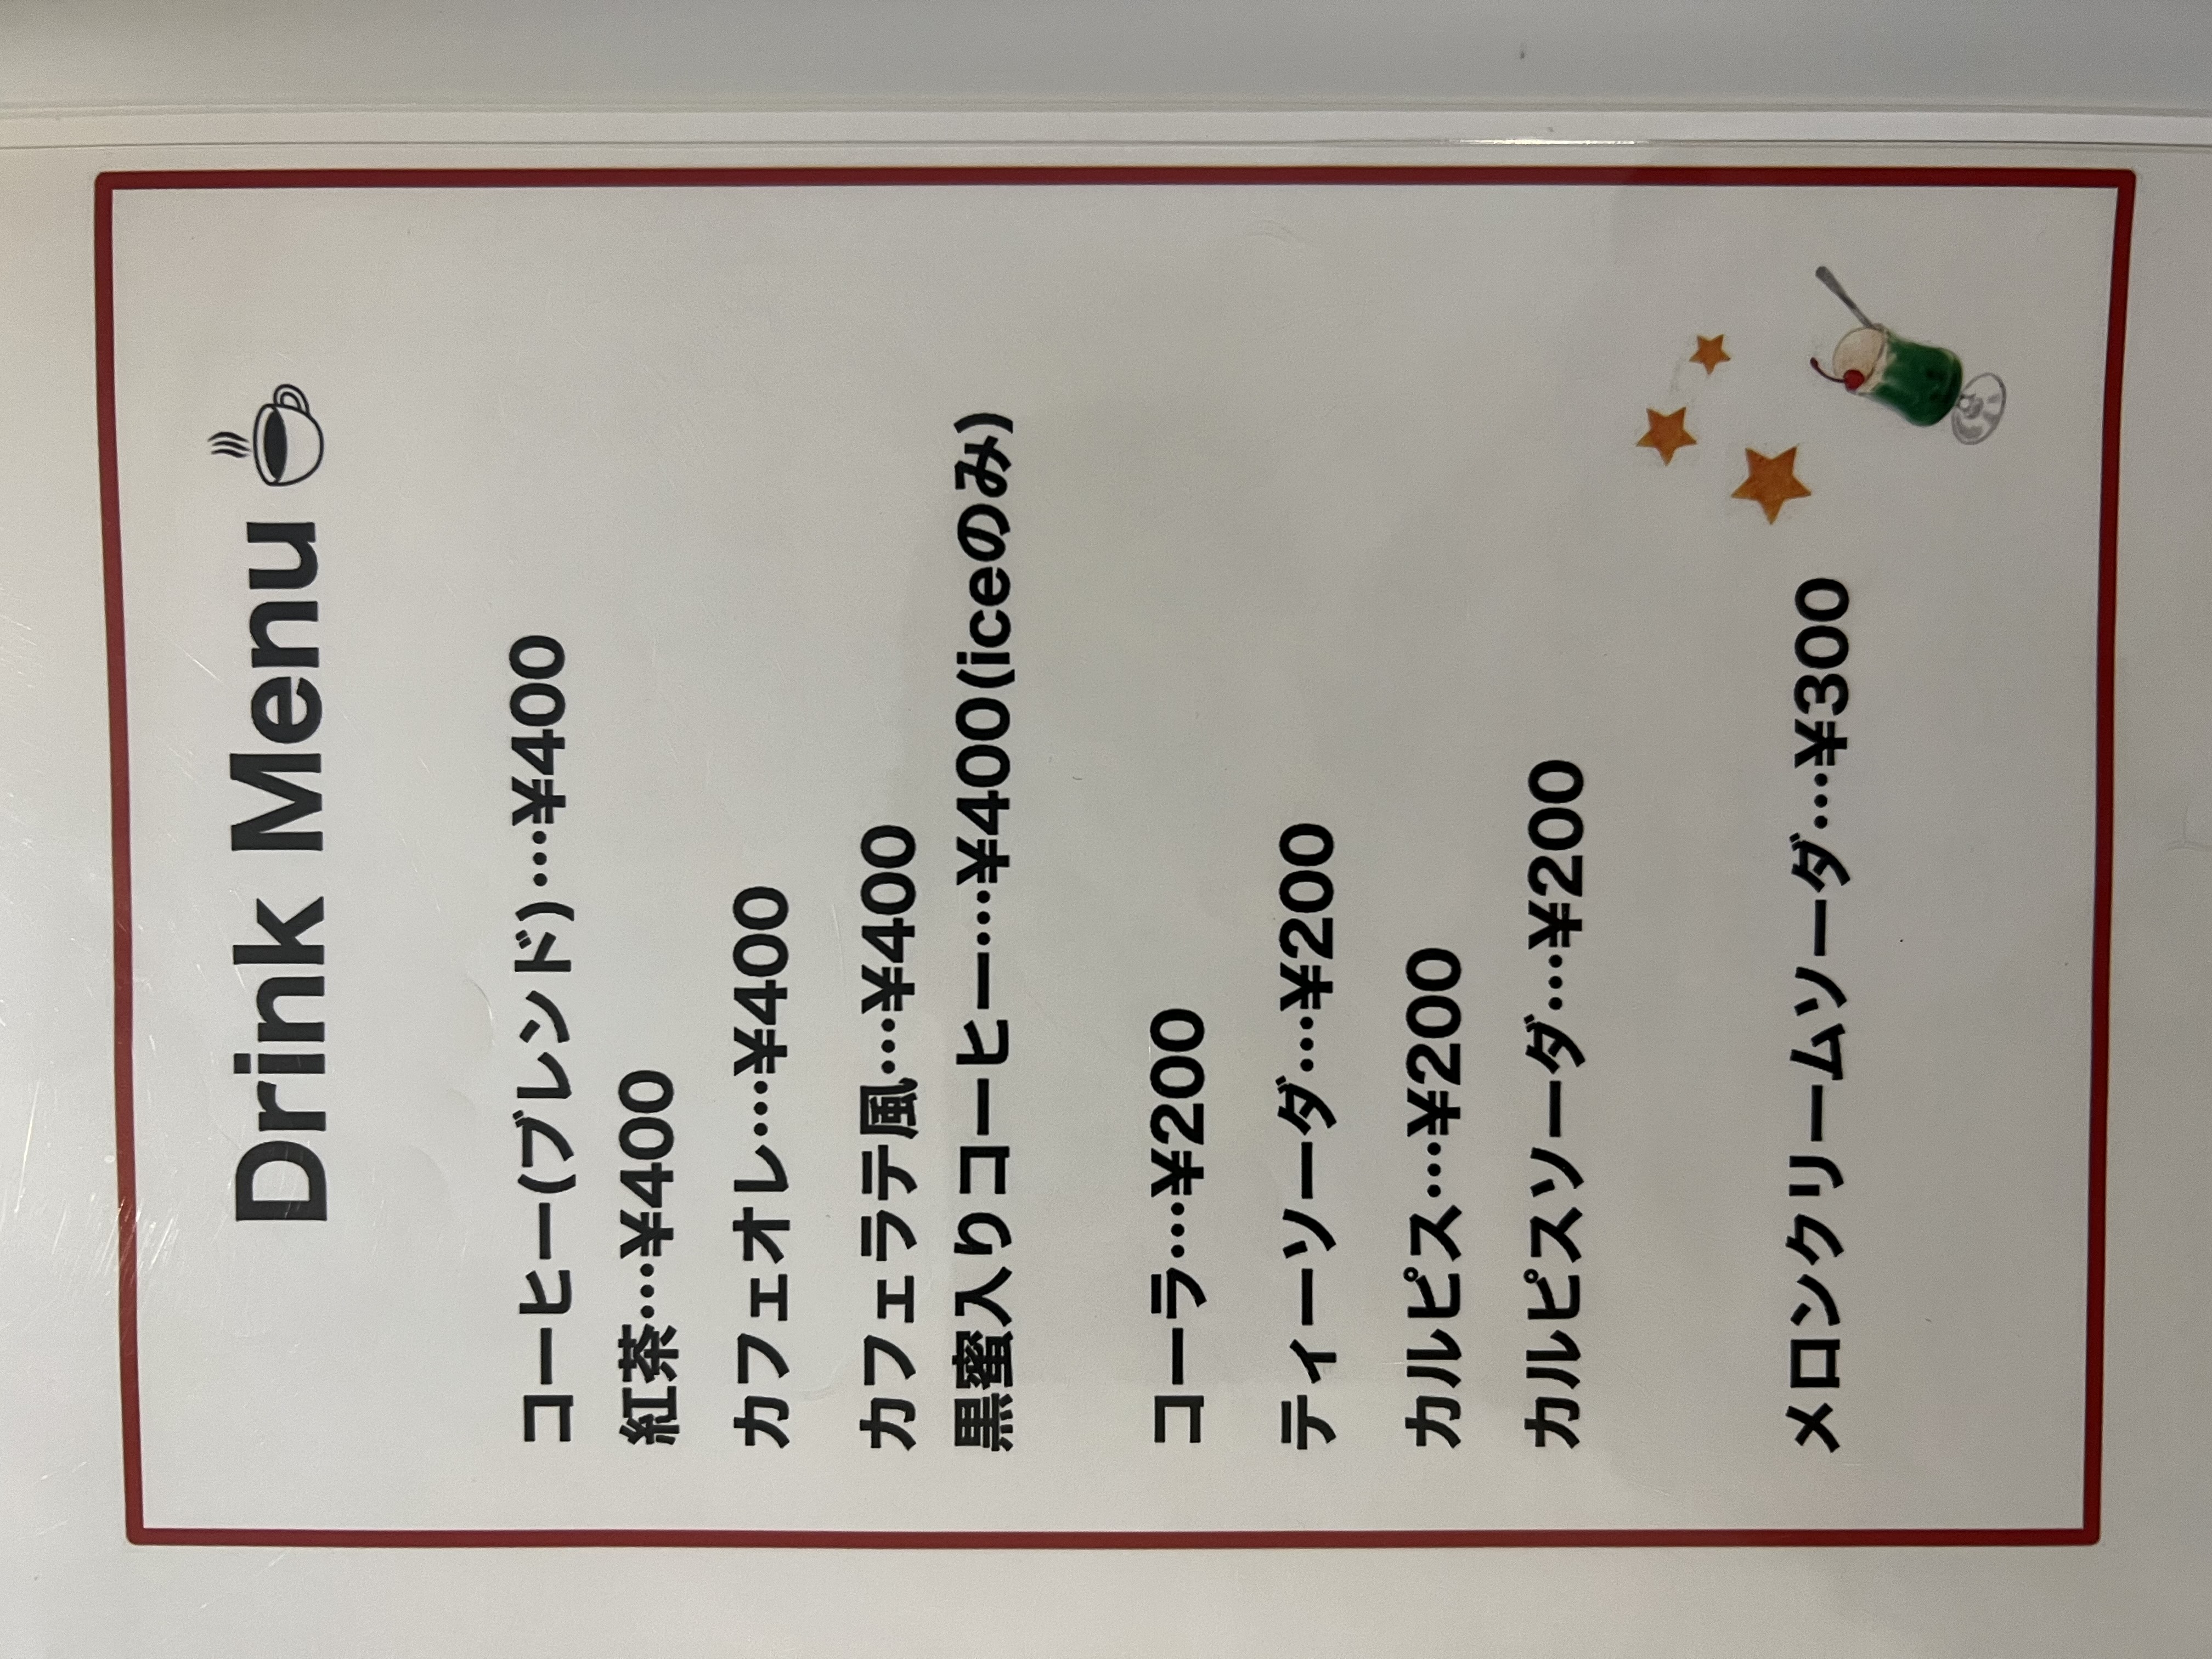 Drink Menu
コーヒー(ブレンド)…¥400
紅茶…¥400
カフェオレ…¥400
カフェラテ風…¥400
黒蜜入りコーヒー…¥400(iceのみ)
コーラ…¥200
ティーソーダ…¥200
カルピス…¥200
カルピスソーダ…¥200
メロンクリームソーダ…¥300